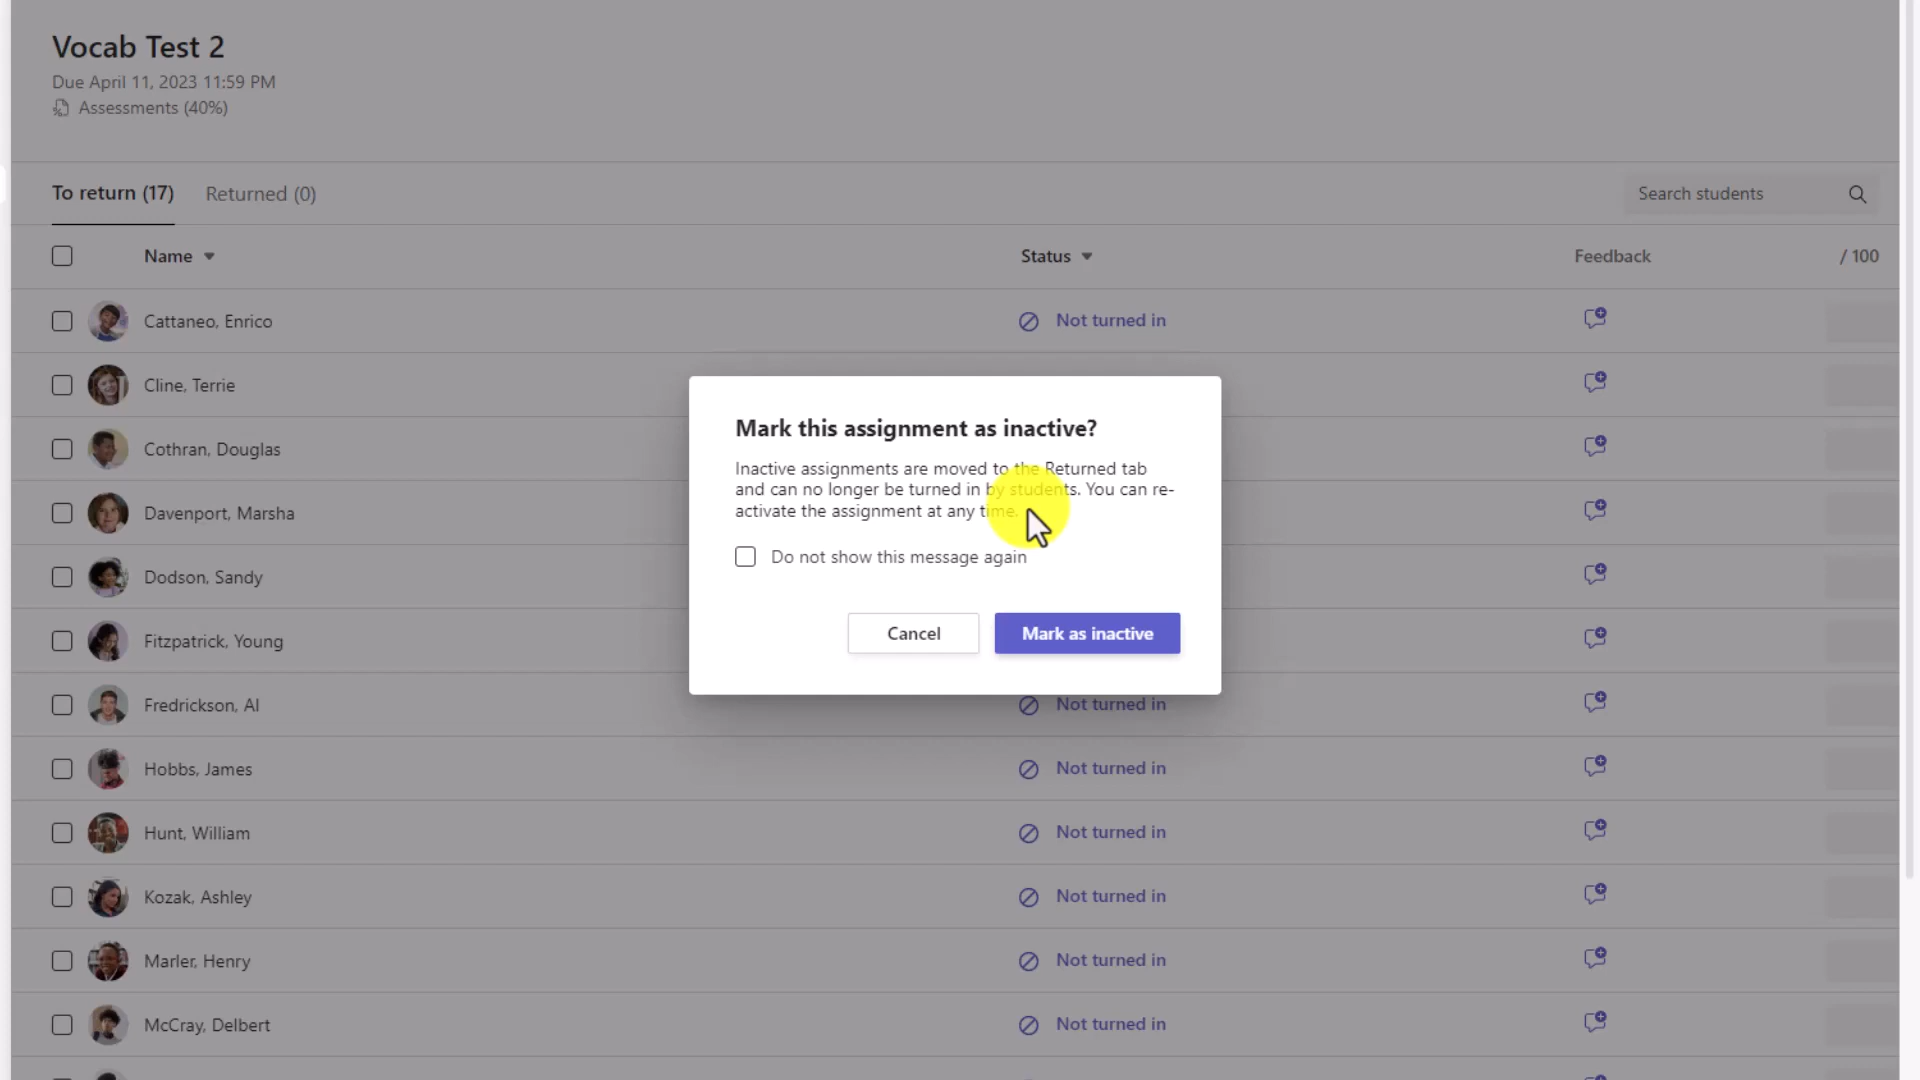 Vocab Test 2
Due April 11, 2023 11:59 PM
Assessments (40%)
To return (17) Returned (0) Search students
Name Status Feedback / 100
Cattaneo, Enrico Not turned in
Cline, Terrie
Cothran, Douglas
Davenport, Marsha
Dodson, Sandy
Fitzpatrick, Young
Mark this assignment as inactive?
Inactive assignments are moved to the Returned tab
and can no longer be turned in by students. You can re-
activate the assignment at any time.
Do not show this message again
Cancel Mark as inactive
Fredrickson, Al Not turned in
Hobbs, James Not turned in
Hunt, William Not turned in
Kozak, Ashley Not turned in
Marler, Henry Not turned in
McCray, Delbert Not turned in